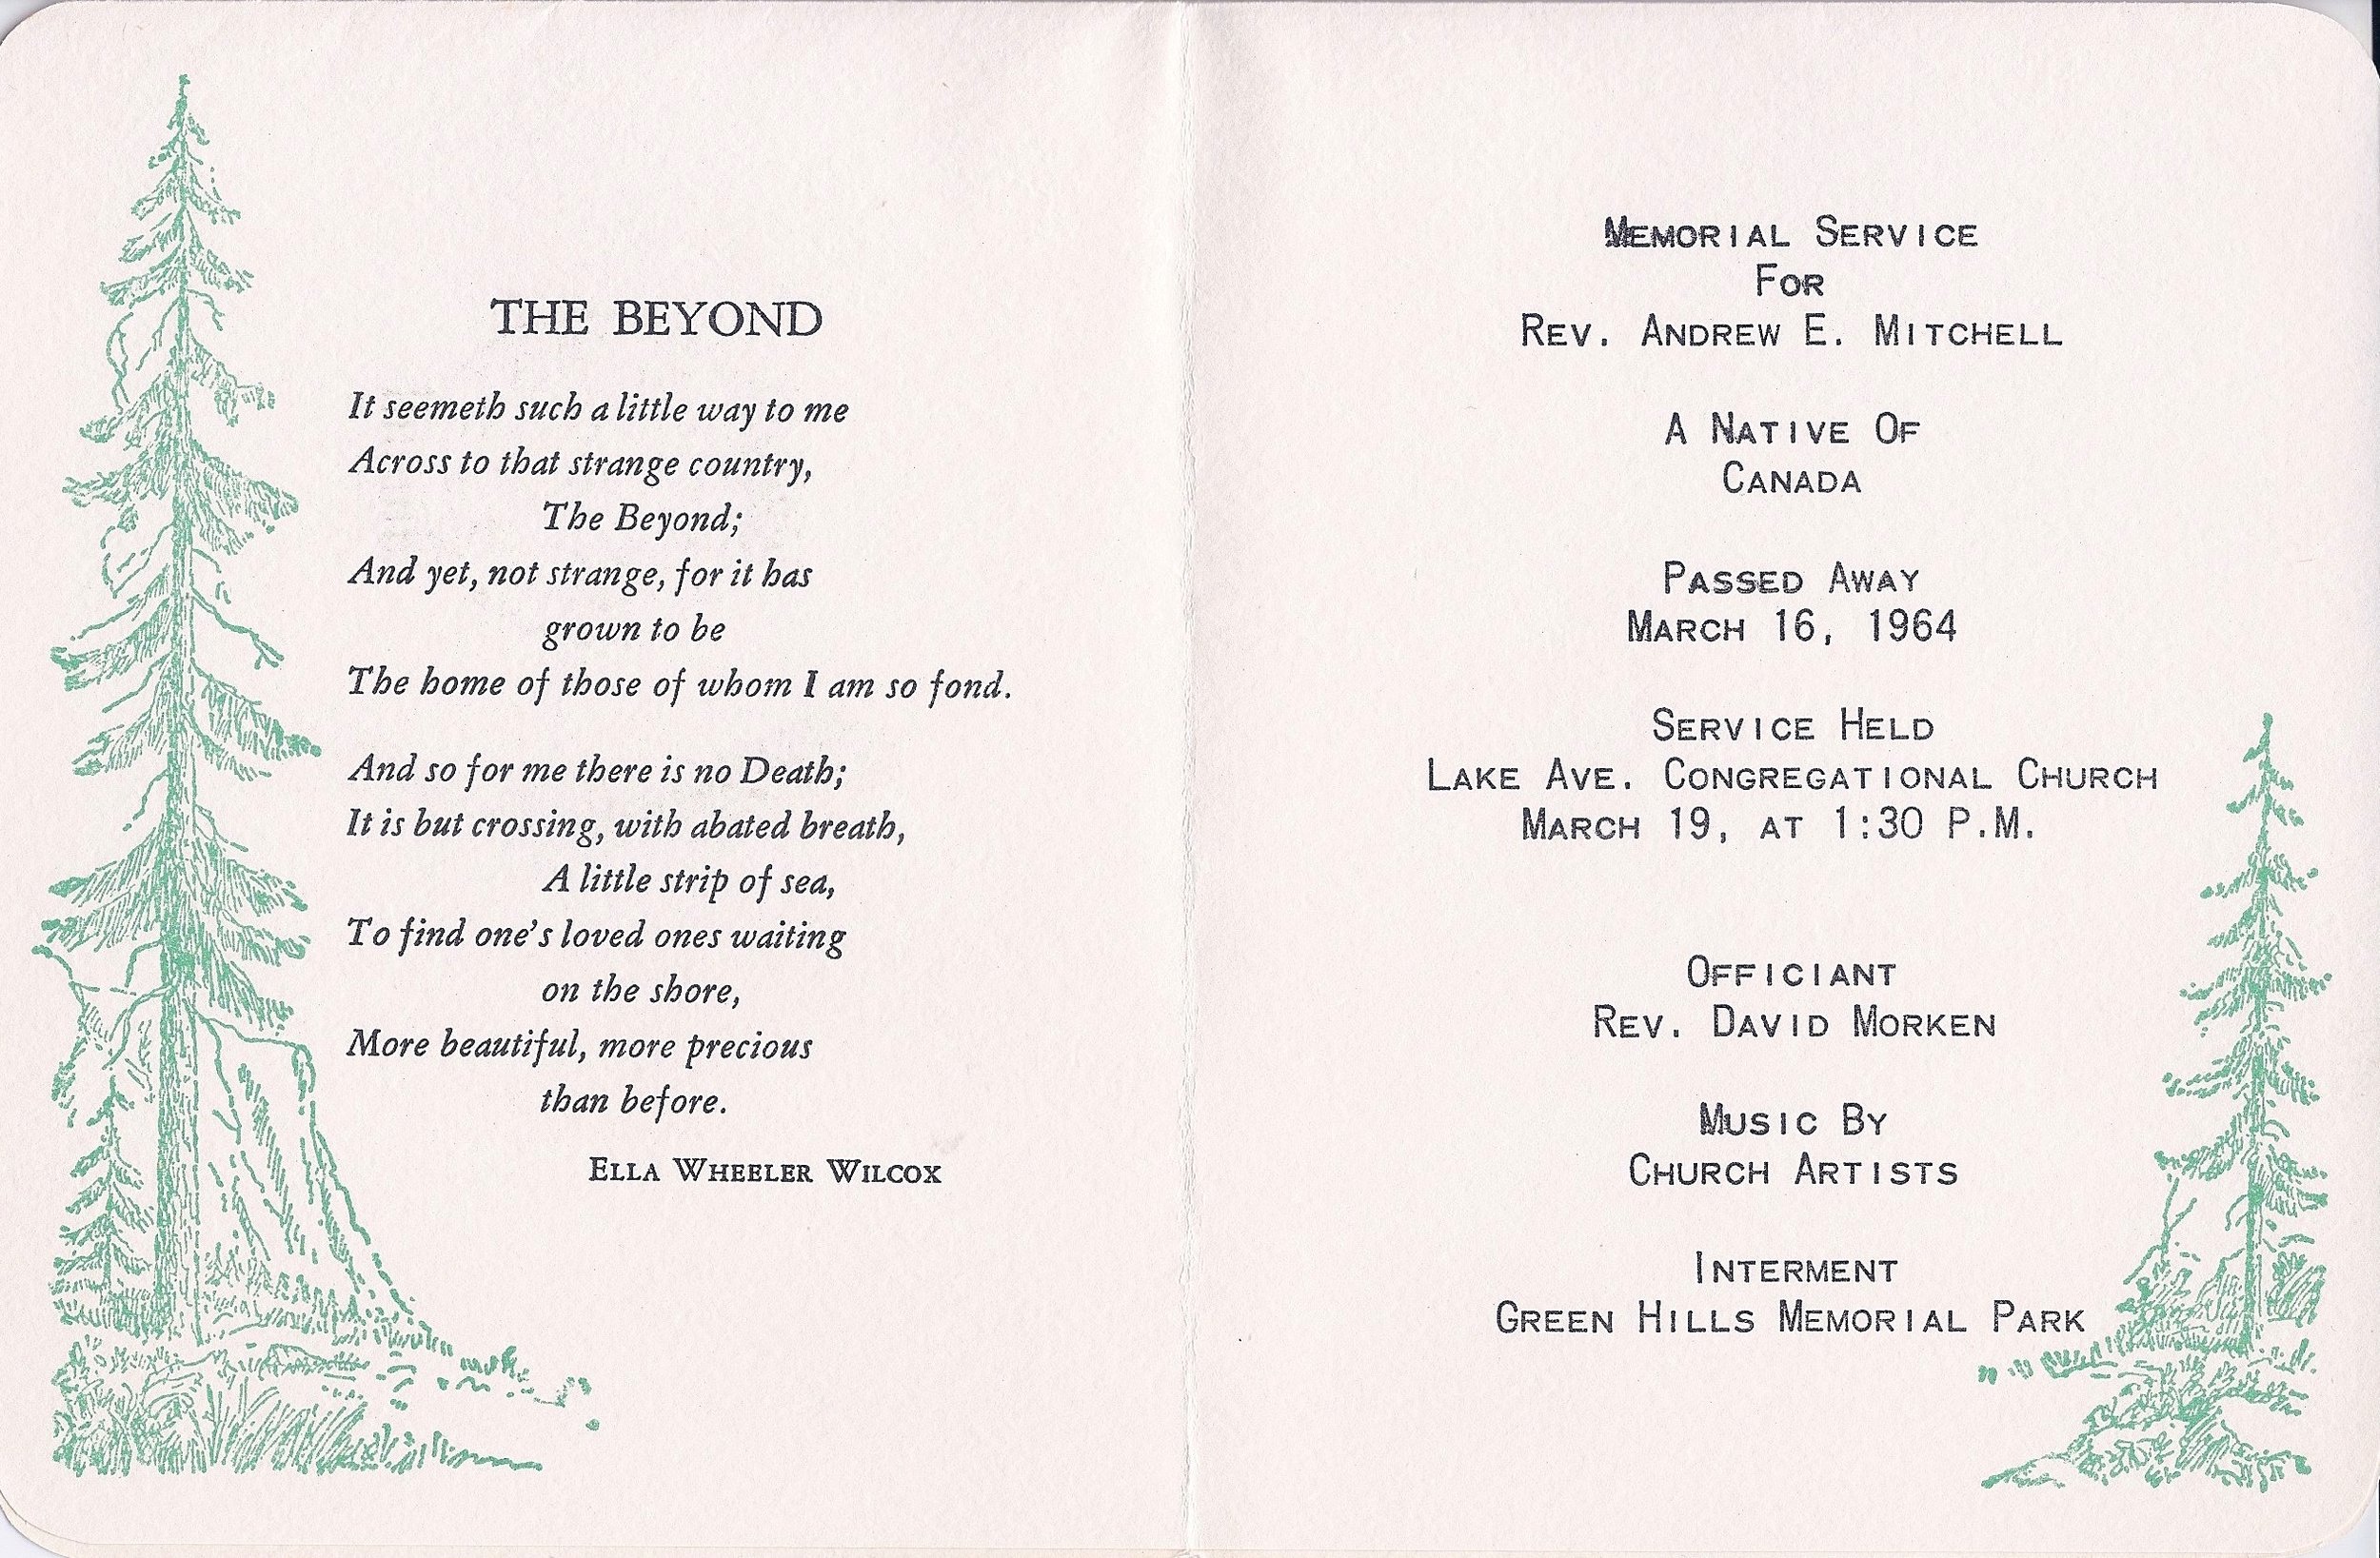 THE BEYOND
It seemeth such a little way to me
Across to that strange country,
The Beyond;
And yet, not strange, for it has
grown to be
The home of those of whom I am so fond.
And so for me there is no Death;
It is but crossing, with abated breath,
A little strip of sea,
To find one's loved ones waiting
on the shore,
More beautiful, more precious
than before.
ELLA WHEELER WILCOX
MEMORIAL SERVICE
FOR
REV. ANDREW E. MITCHELL
A NATIVE OF
CANADA
PASSED AWAY
MARCH 16, 1964
SERVICE HELD
LAKE AVE. CONGREGATIONAL CHURCH
MARCH 19, AT 1:30 P.M.
OFFICIANT
REV. DAVID MORKEN
MUSIC BY
CHURCH ARTISTS
INTERMENT
GREEN HILLS MEMORIAL PARK